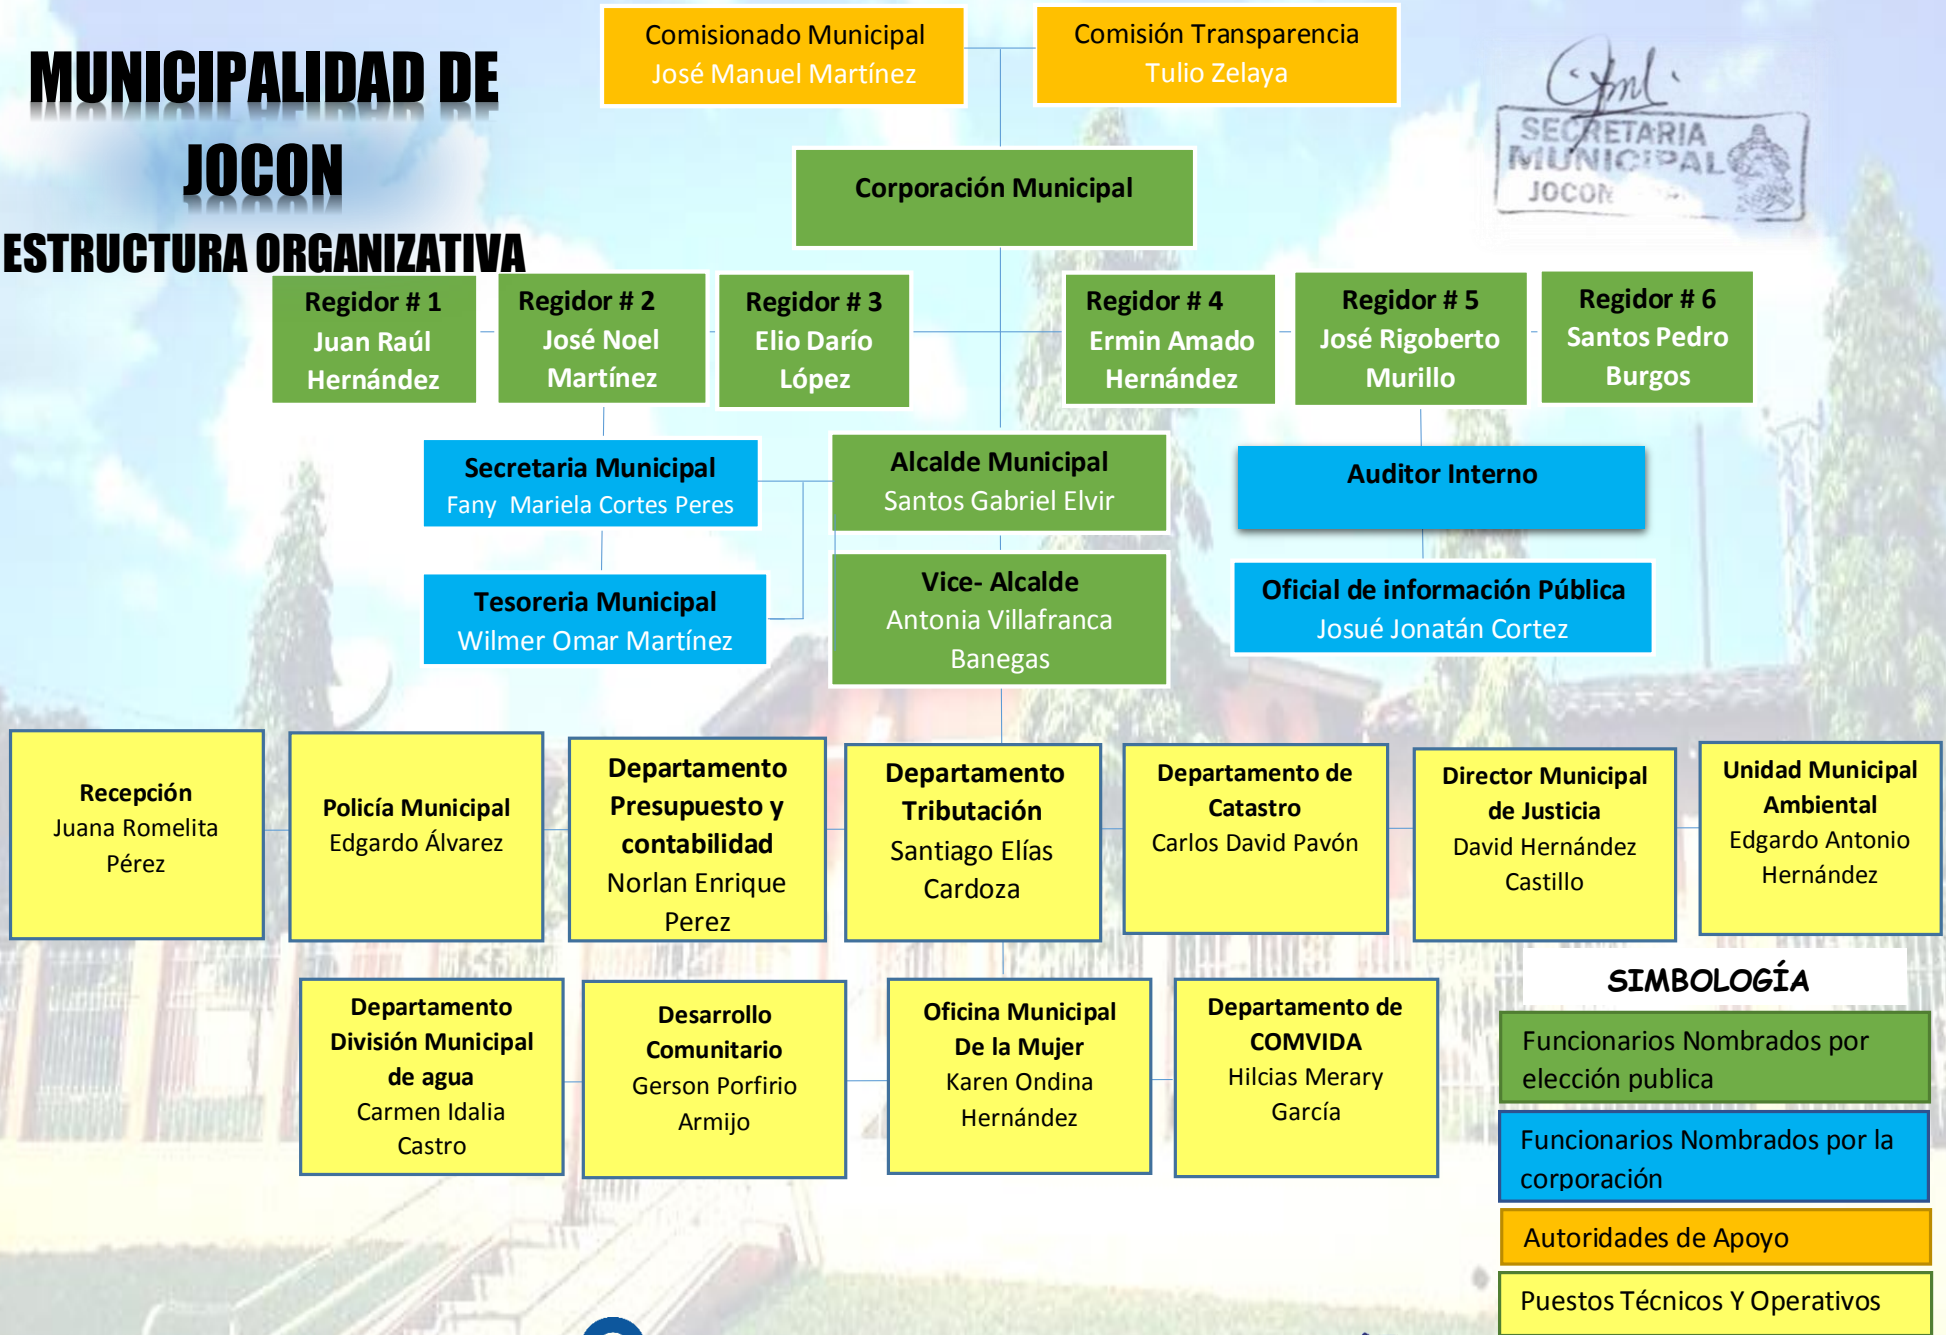 Comisionado Municipal
José Manuel Martínez
Comisión Transparencia
Tulio Zelaya
MUNICIPALIDAD DE
JOCON
ESTRUCTURA ORGANIZATIVA
SECRETARIA
MUNICIPAL
JOCON
Corporación Municipal
Regidor # 1
Juan Raúl
Hernández
Regidor # 2
José Noel
Martínez
Regidor # 3
Elio Darío
López
Regidor # 4
Ermin Amado
Hernández
Regidor # 5
José Rigoberto
Murillo
Regidor # 6
Santos Pedro
Burgos
Secretaria Municipal
Fany Mariela Cortes Peres
Alcalde Municipal
Santos Gabriel Elvir
Auditor Interno
Tesoreria Municipal
Wilmer Omar Martínez
Vice- Alcalde
Antonia Villafranca
Banegas
Oficial de información Pública
Josué Jonatán Cortez
Recepción
Juana Romelita
Pérez
Policía Municipal
Edgardo Álvarez
Departamento
Presupuesto y
contabilidad
Norlan Enrique
Perez
Departamento
Tributación
Santiago Elías
Cardoza
Departamento de
Catastro
Carlos David Pavón
Director Municipal
de Justicia
David Hernández
Castillo
Unidad Municipal
Ambiental
Edgardo Antonio
Hernández
Departamento
División Municipal
de agua
Carmen Idalia
Castro
Desarrollo
Comunitario
Gerson Porfirio
Armijo
Oficina Municipal
De la Mujer
Karen Ondina
Hernández
Departamento de
COMVIDA
Hilcias Merary
García
SIMBOLOGÍA
Funcionarios Nombrados por
elección publica
Funcionarios Nombrados por la
corporación
Autoridades de Apoyo
Puestos Técnicos Y Operativos